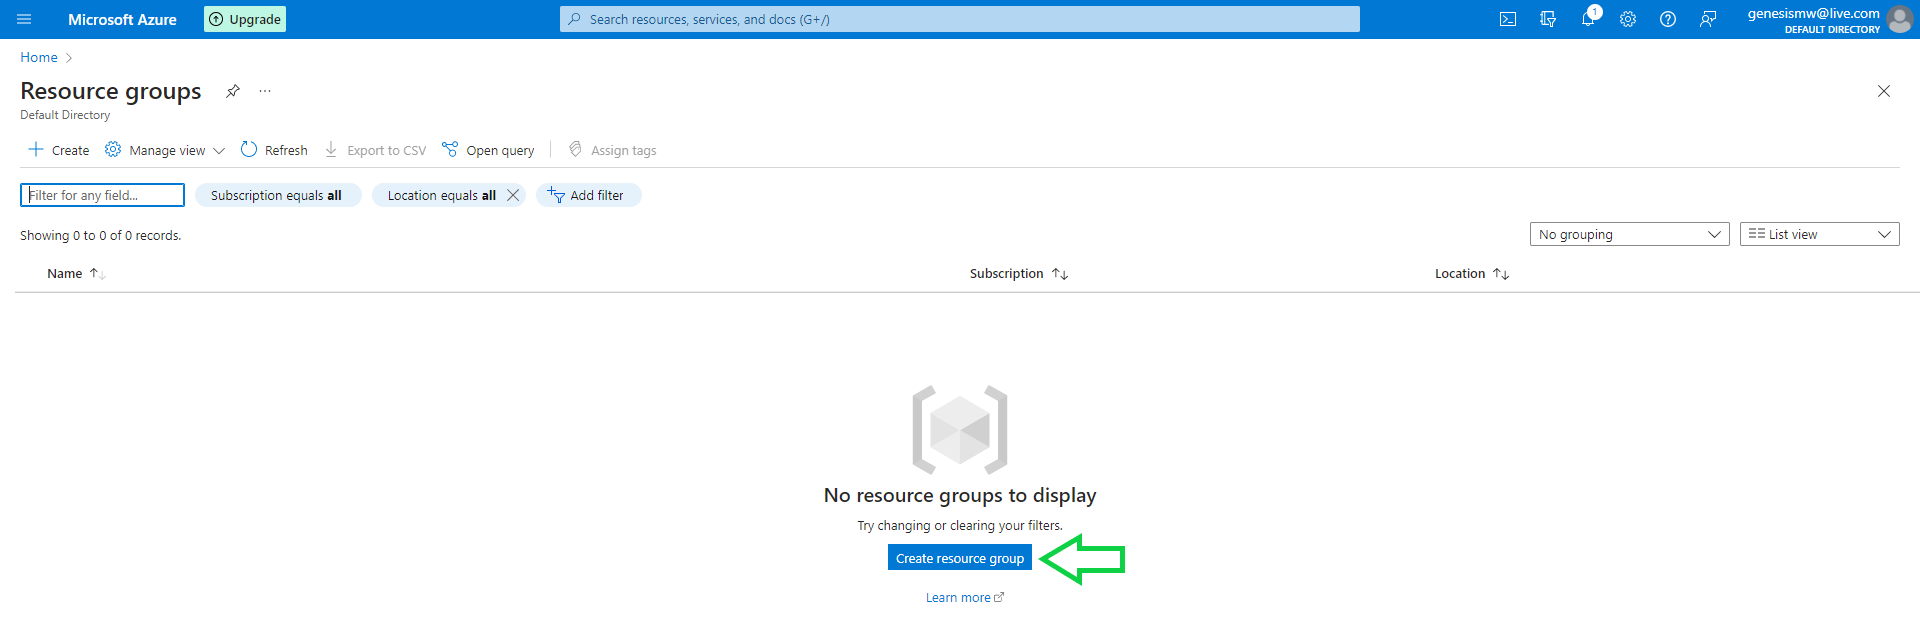 Microsoft Azure
Upgrade
Search resources, services, and docs (G+/)
1
genesismw@live.com
DEFAULT DIRECTORY
Home
Resource groups
Default Directory
Create
Manage view
Refresh
Export to CSV
Open query
Assign tags
Filter for any field...
Subscription equals all
Location equals all
Add filter
Showing 0 to 0 of 0 records.
No grouping
List view
Name
Subscription
Location
No resource groups to display
Try changing or clearing your filters.
Create resource group
Learn more